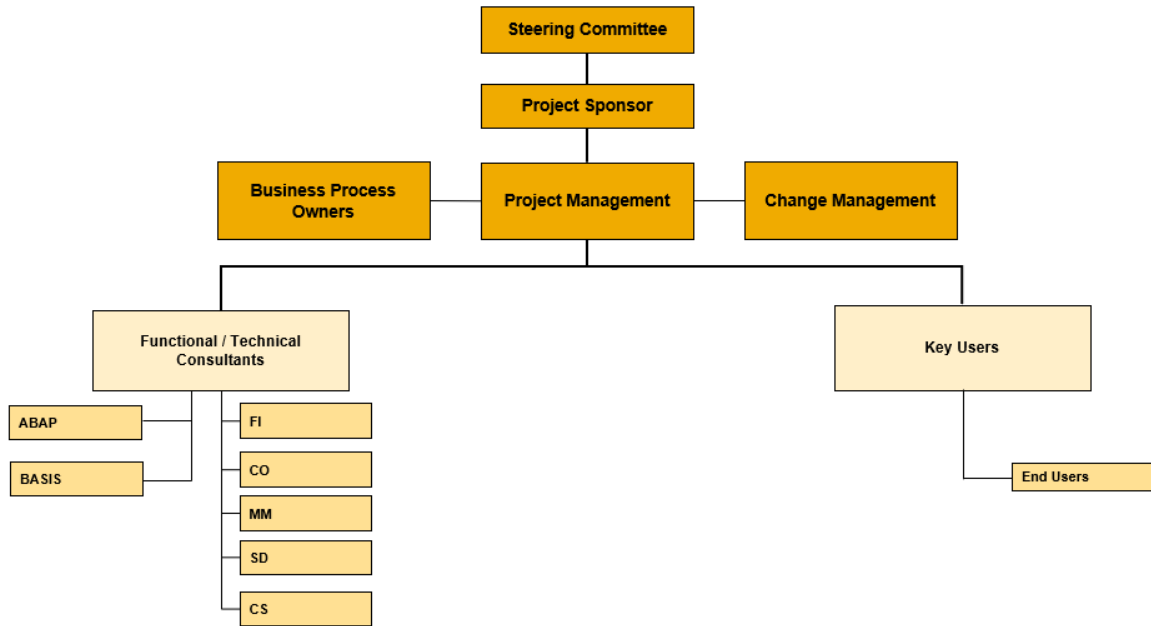 Steering Committee
Project Sponsor
Business Process
Owners
Project Management
Change Management
Functional / Technical
Consultants
Key Users
ABAP
BASIS
FI
CO
MM
SD
CS
End Users